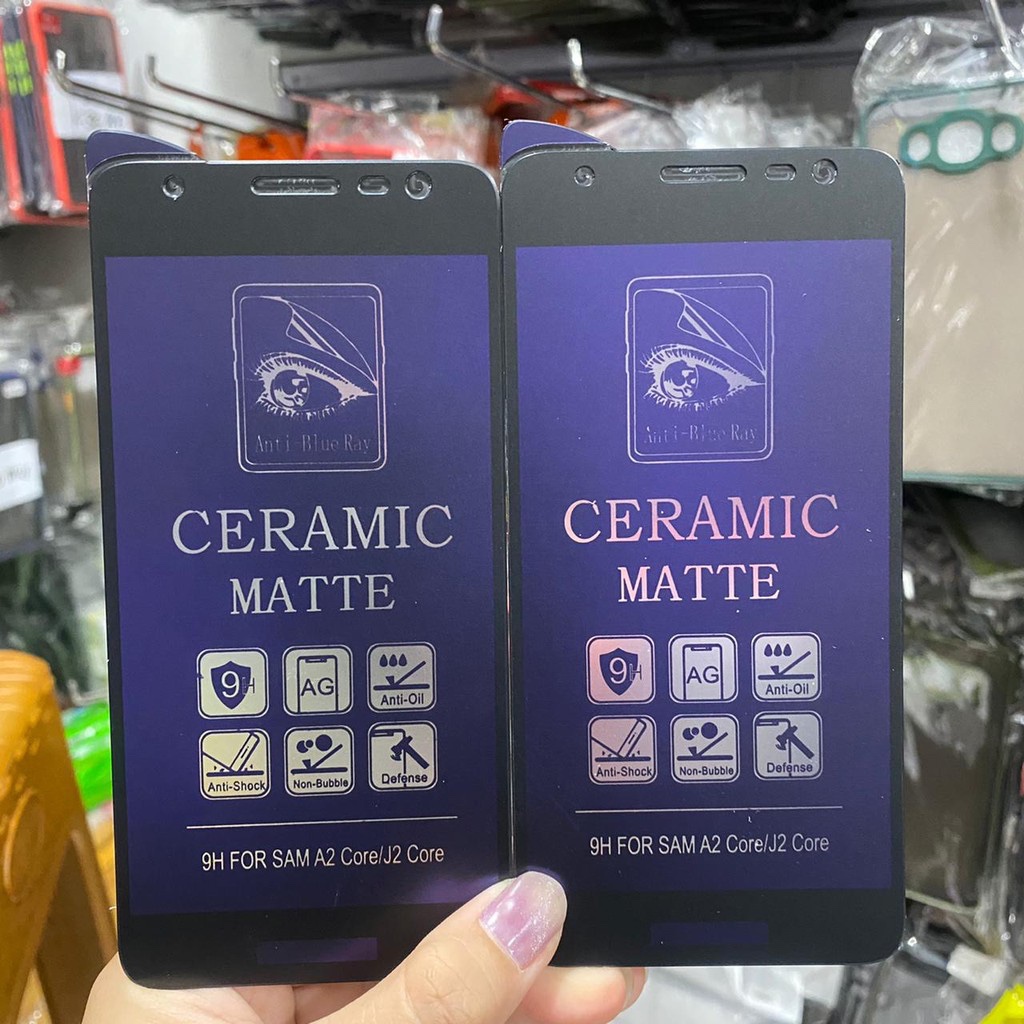 Anti-Blue Ray
CERAMIC
MATTE
9H
AG
Anti-Oil
Anti-Shock
Non-Bubble
Defense
9H FOR SAM A2 Core/J2 Core
Anti-Blue Ray
CERAMIC
MATTE
9H
AG
Anti-Oil
Anti-Shock
Non-Bubble
Defense
9H FOR SAM A2 Core/J2 Core